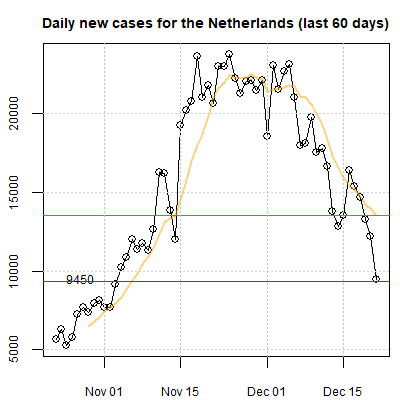 Daily new cases for the Netherlands (last 60 days)
20000
15000
10000
5000
9450
Nov 01 Nov 15 Dec 01 Dec 15